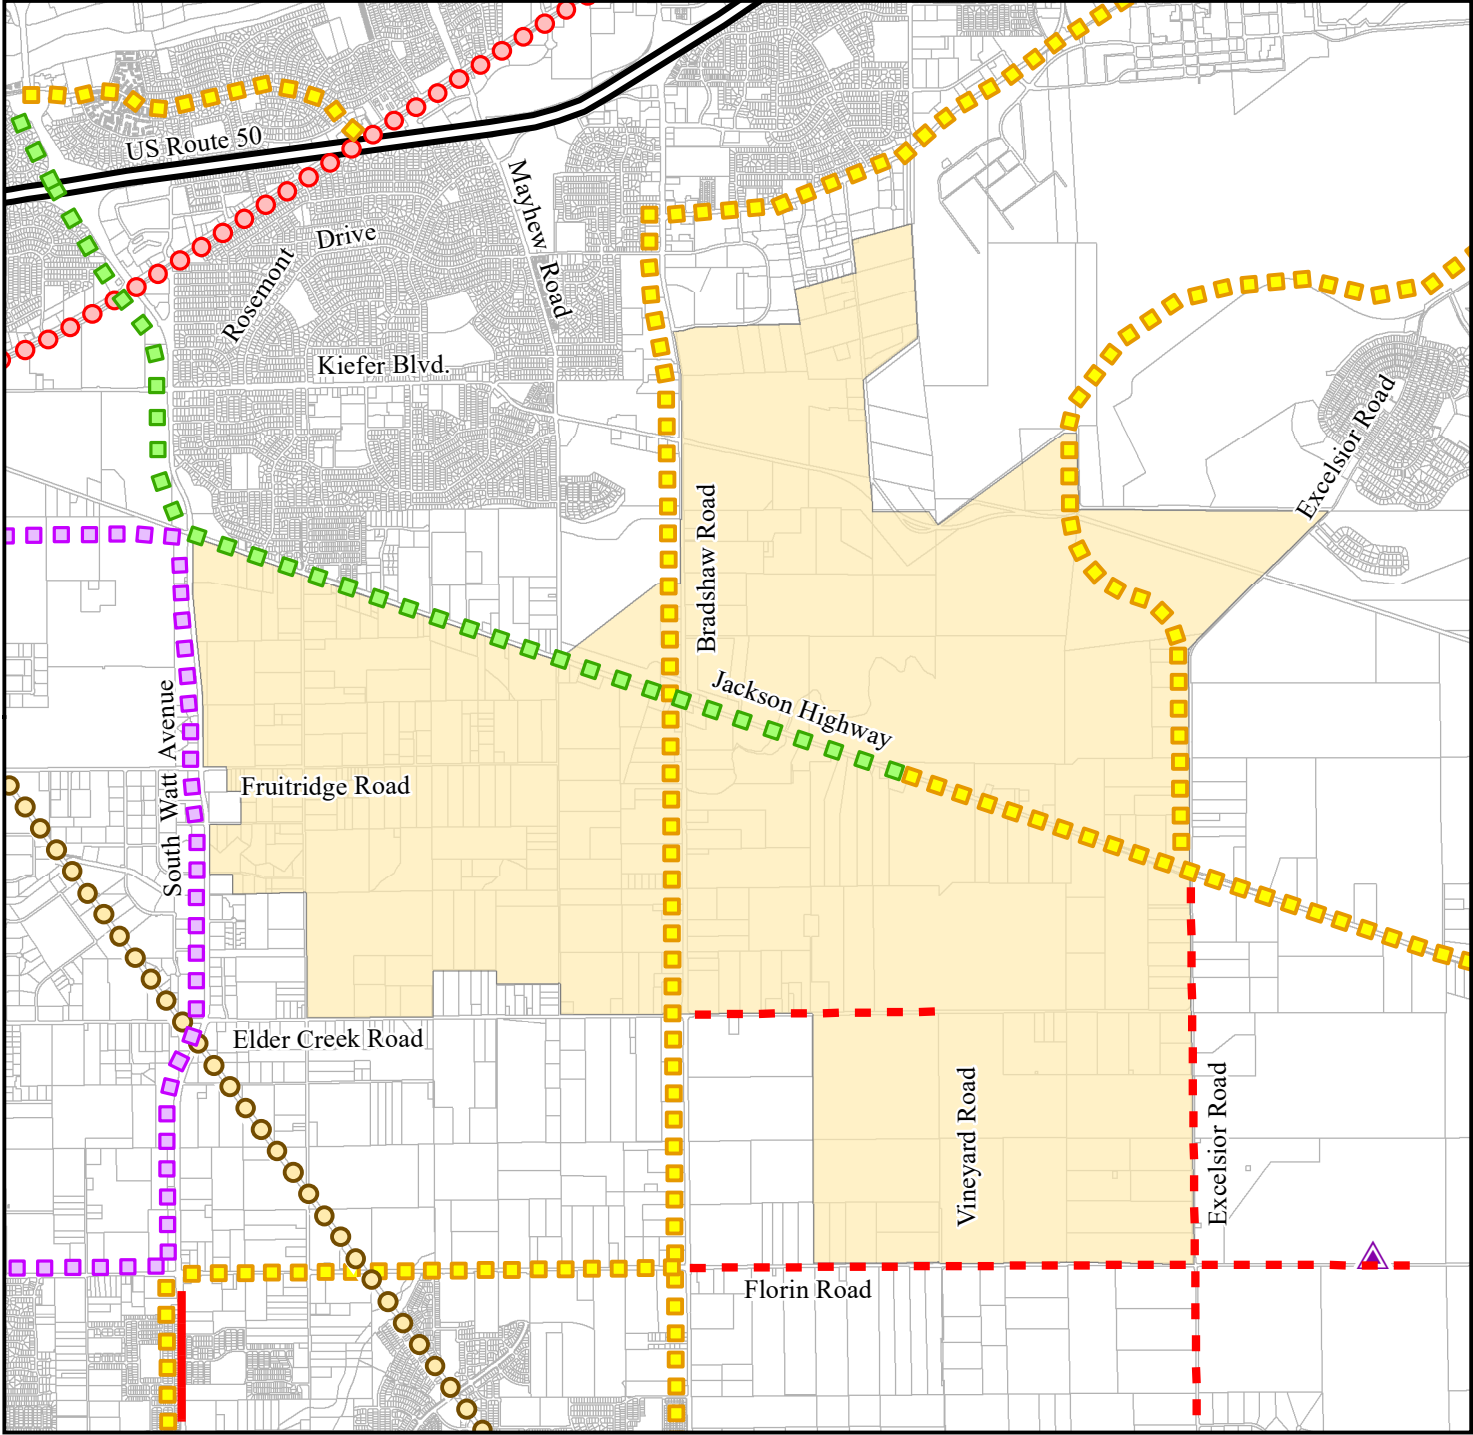 US Route 50
Mayhew Road
Rosemont Drive
Kiefer Blvd.
Excelsior Road
Bradshaw Road
Jackson Highway
South Watt Avenue
Fruitridge Road
Elder Creek Road
Vineyard Road
Excelsior Road
Florin Road